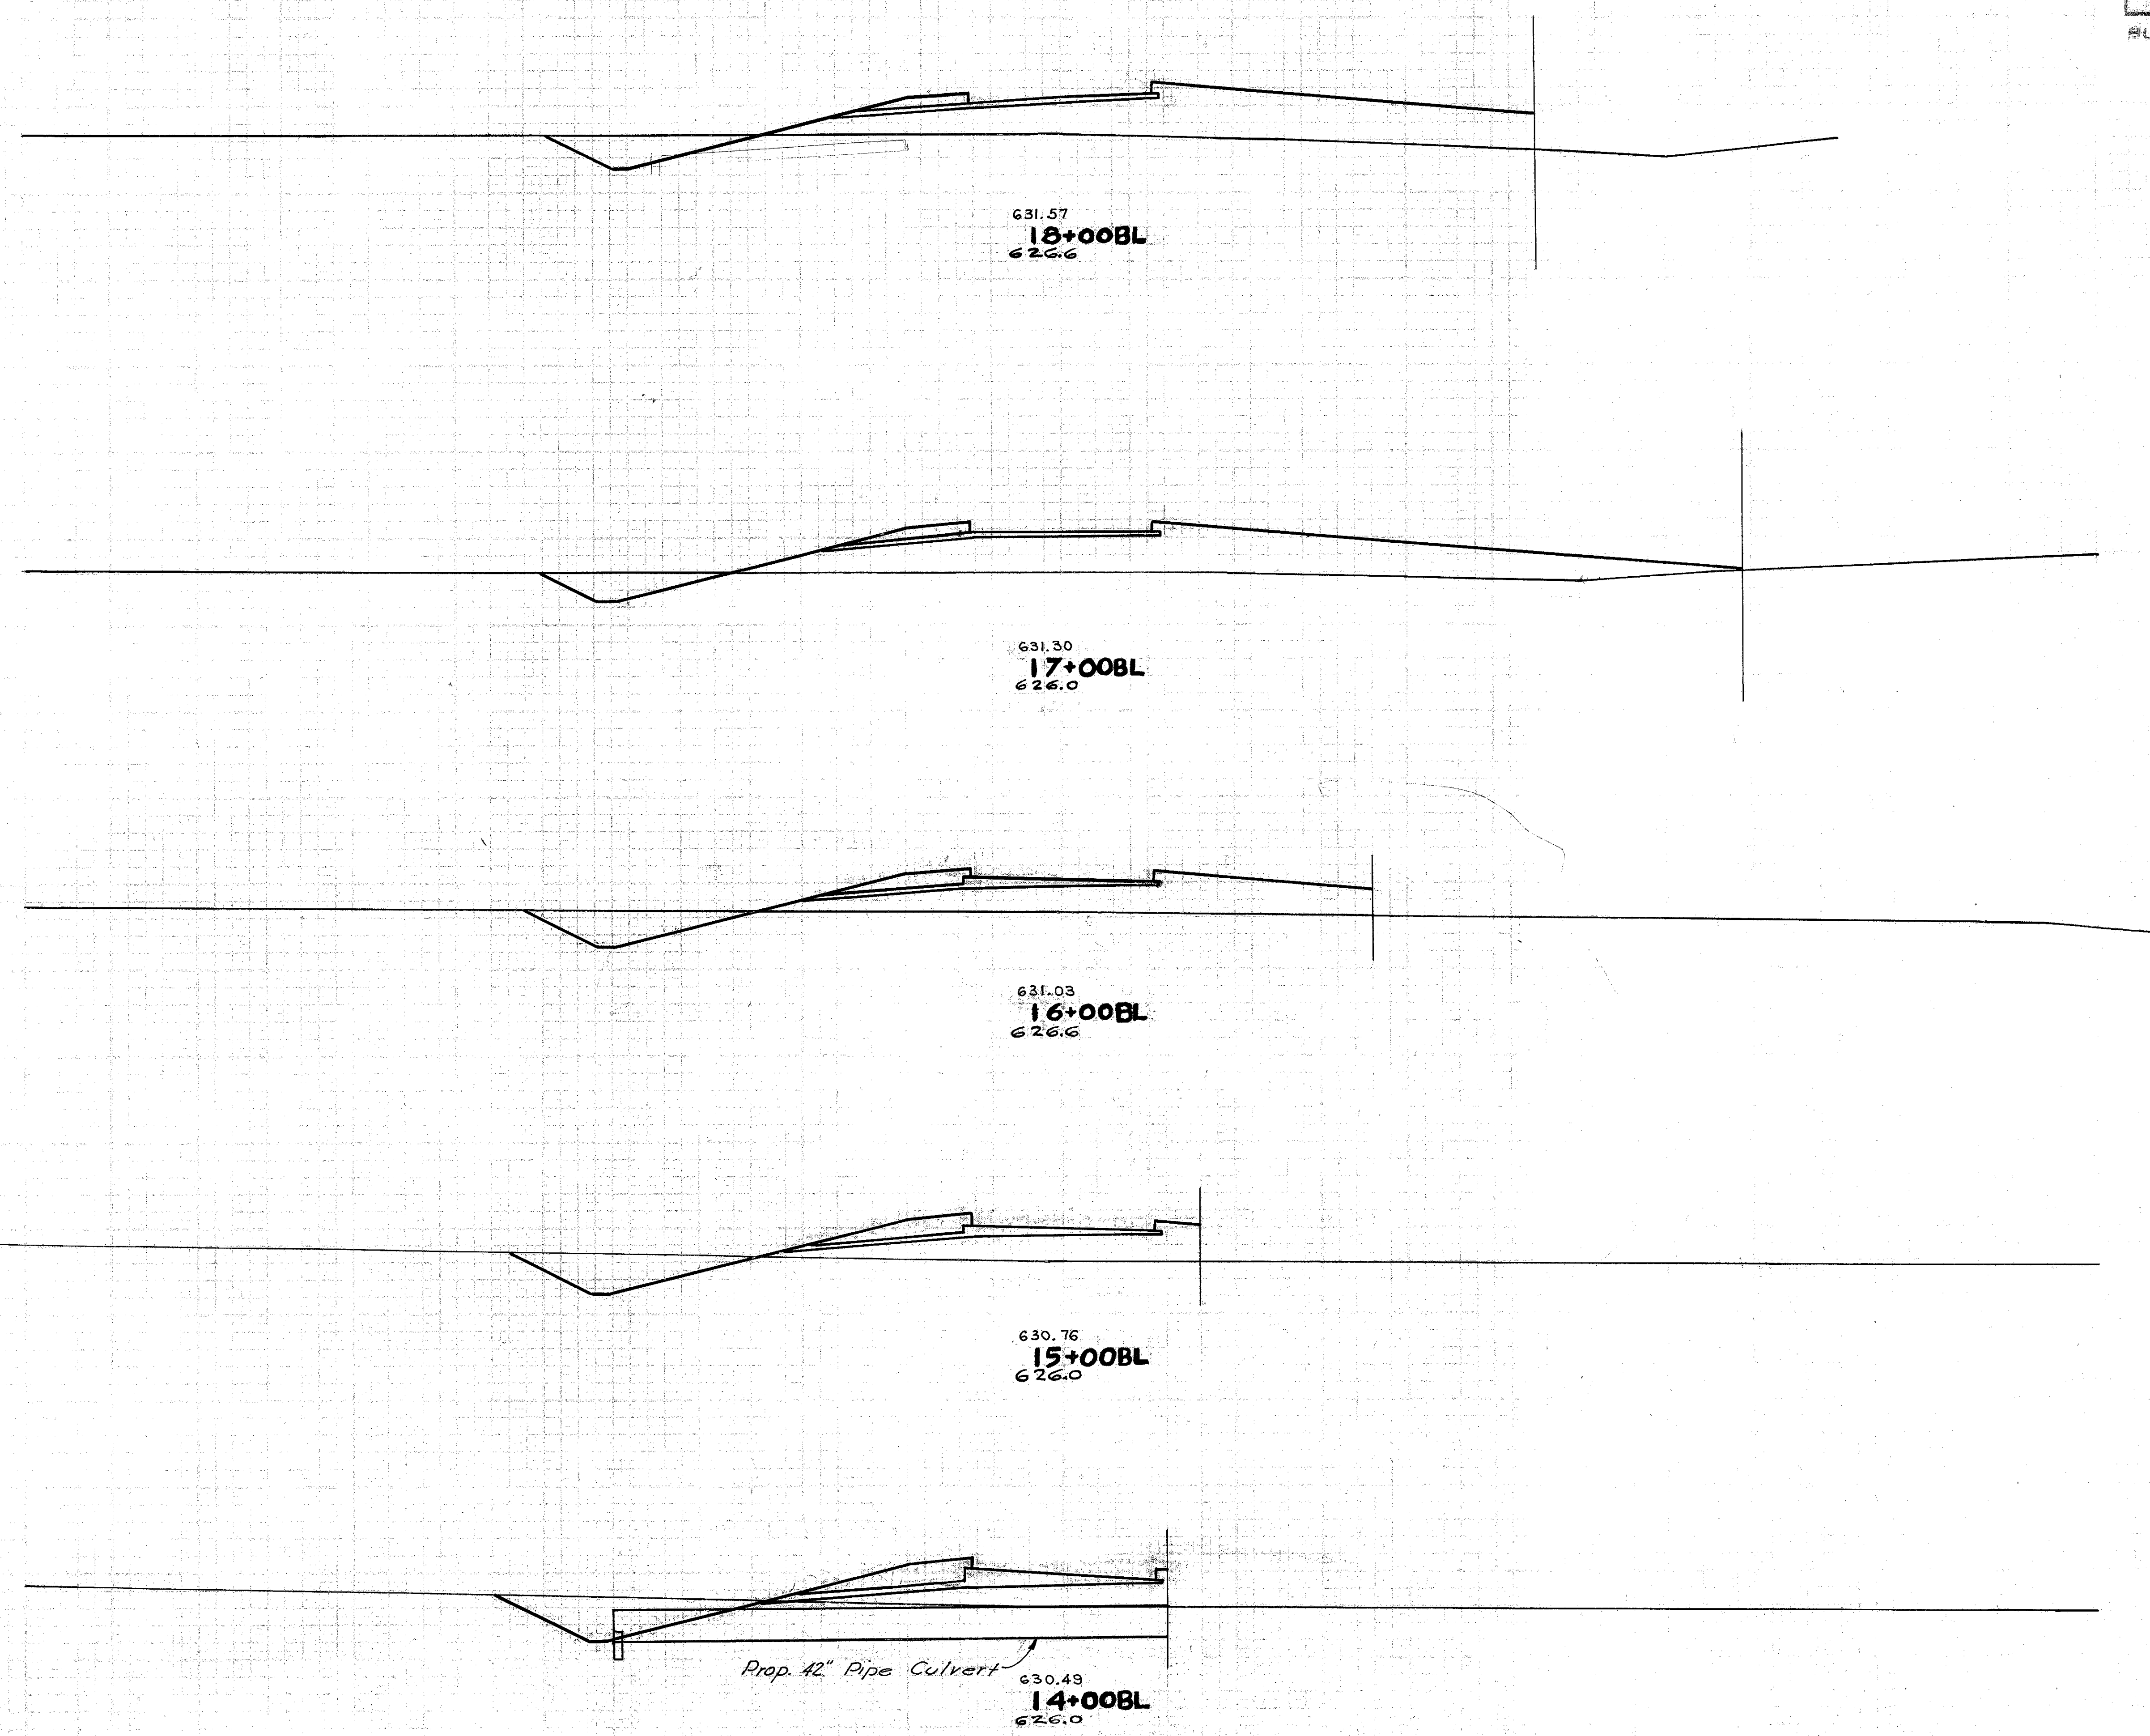 631.57
18+00BL
626.6
631.30
17+00BL
626.0
631.03
16+00BL
626.6
630.76
15+00BL
626.0
Prop. 42" Pipe Culvert
630.49
14+00BL
626.0